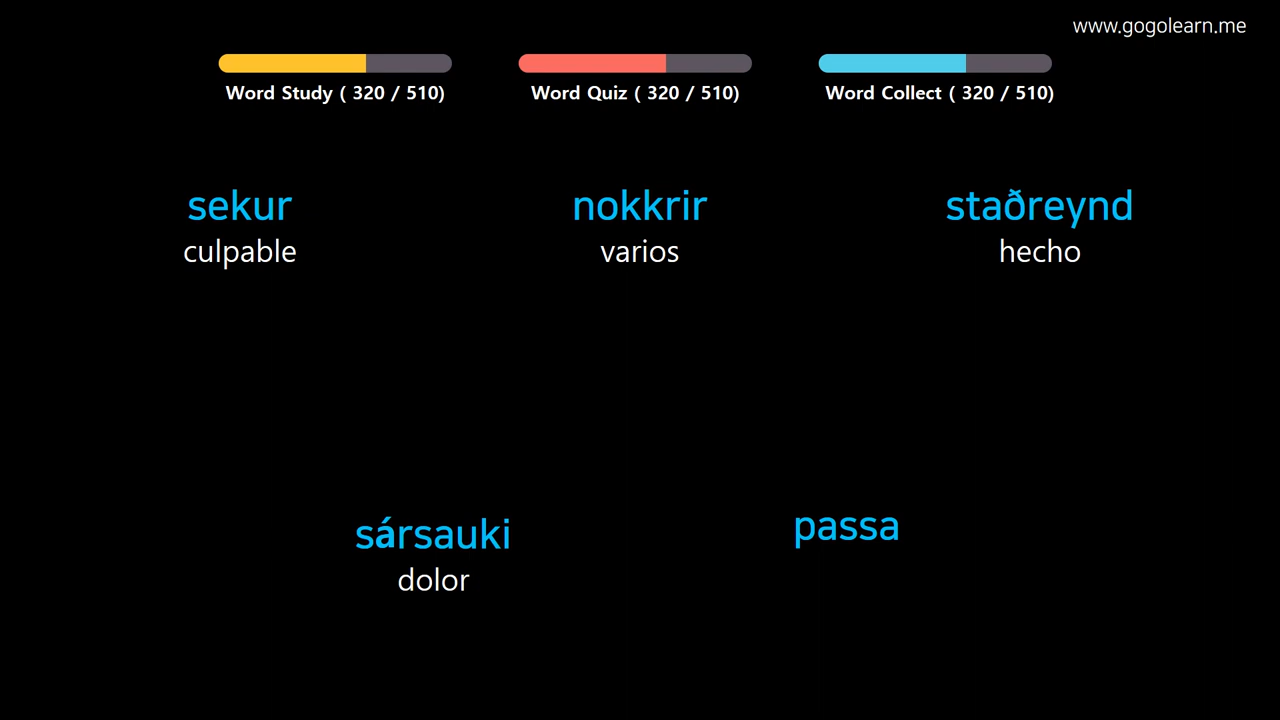 www.gogolearn.me
Word Study ( 320 / 510)
Word Quiz ( 320 / 510)
Word Collect ( 320 / 510)
sekur
culpable
nokkrir
varios
staðreynd
hecho
sársauki
dolor
passa